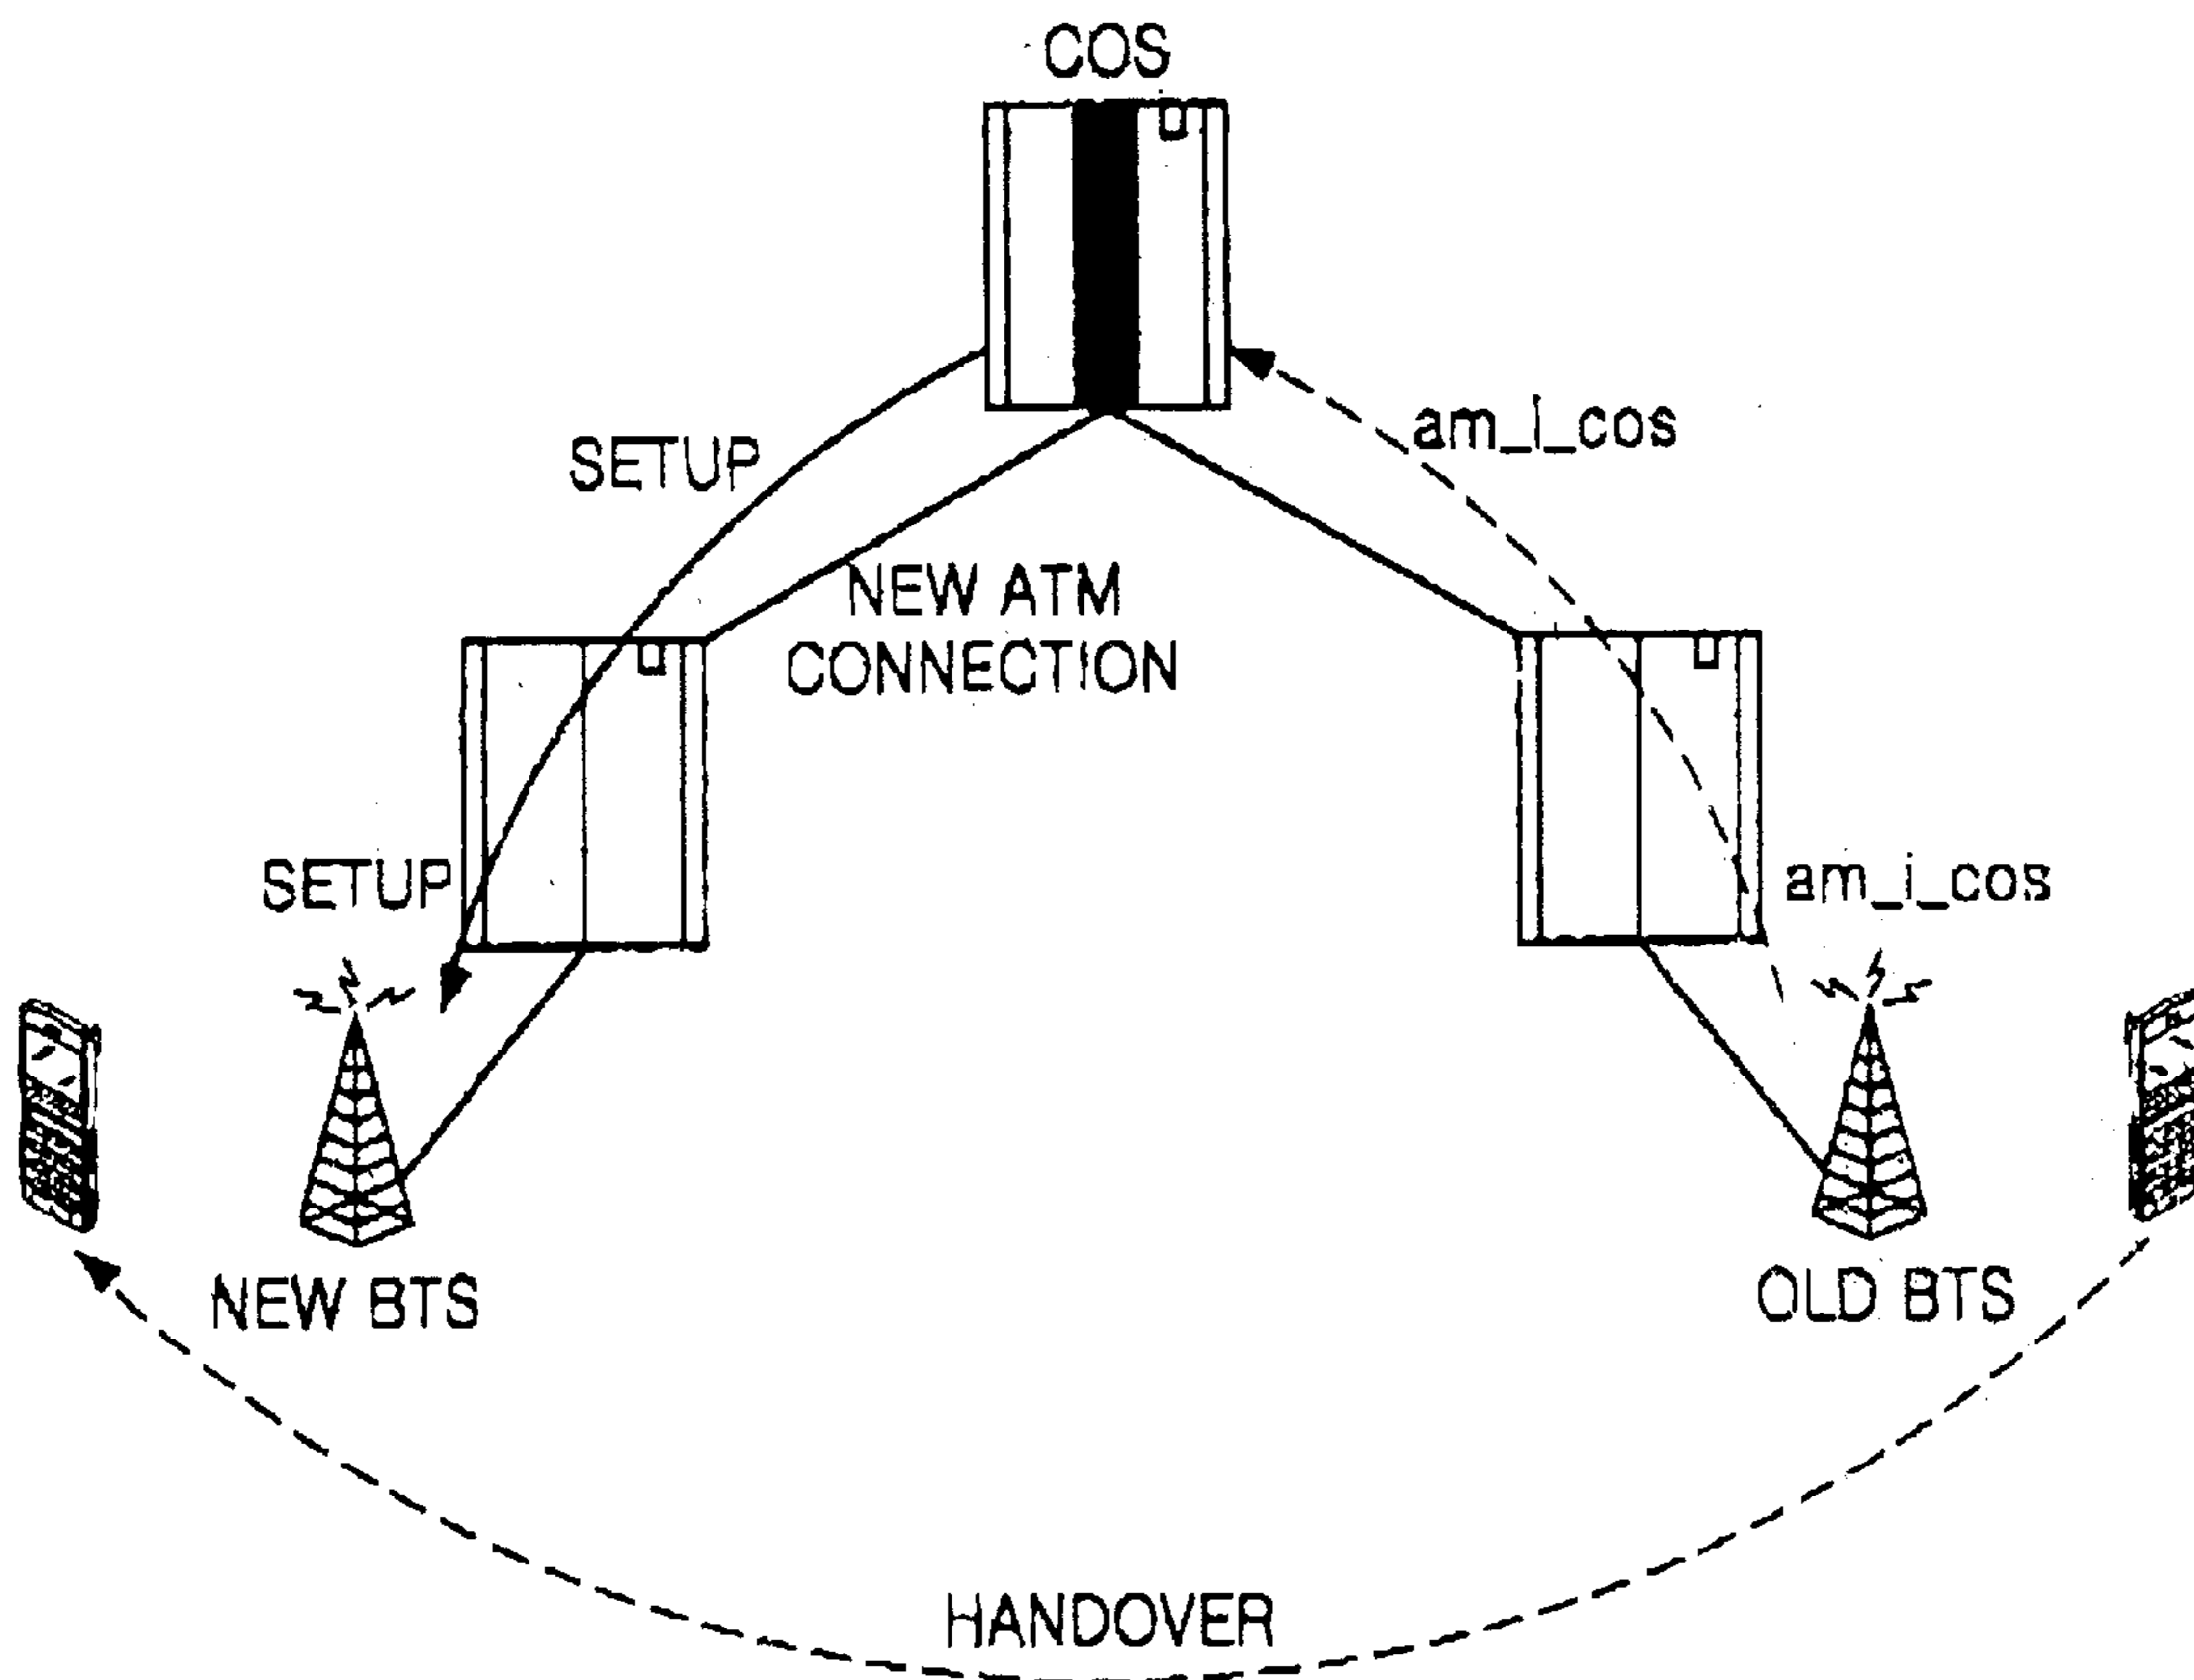 COS
SETUP
am_i_cos
NEW ATM
CONNECTION
SETUP
am_i_cos
NEW BTS
OLD BTS
HANDOVER